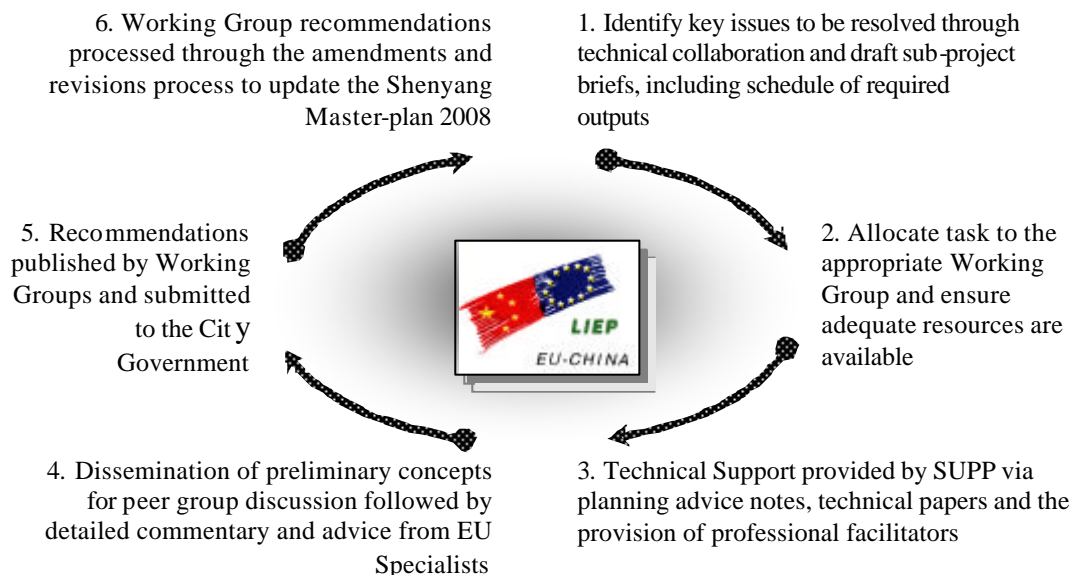 1. Identify key issues to be resolved through
technical collaboration and draft sub-project
briefs, including schedule of required
outputs
2. Allocate task to the
appropriate Working
Group and ensure
adequate resources are
available
3. Technical Support provided by SUPP via
planning advice notes, technical papers and the
provision of professional facilitators
4. Dissemination of preliminary concepts
for peer group discussion followed by
detailed commentary and advice from EU
Specialists
5. Recommendations
published by Working
Groups and submitted
to the City
Government
6. Working Group recommendations
processed through the amendments and
revisions process to update the Shenyang
Master-plan 2008
LIEP
EU-CHINA